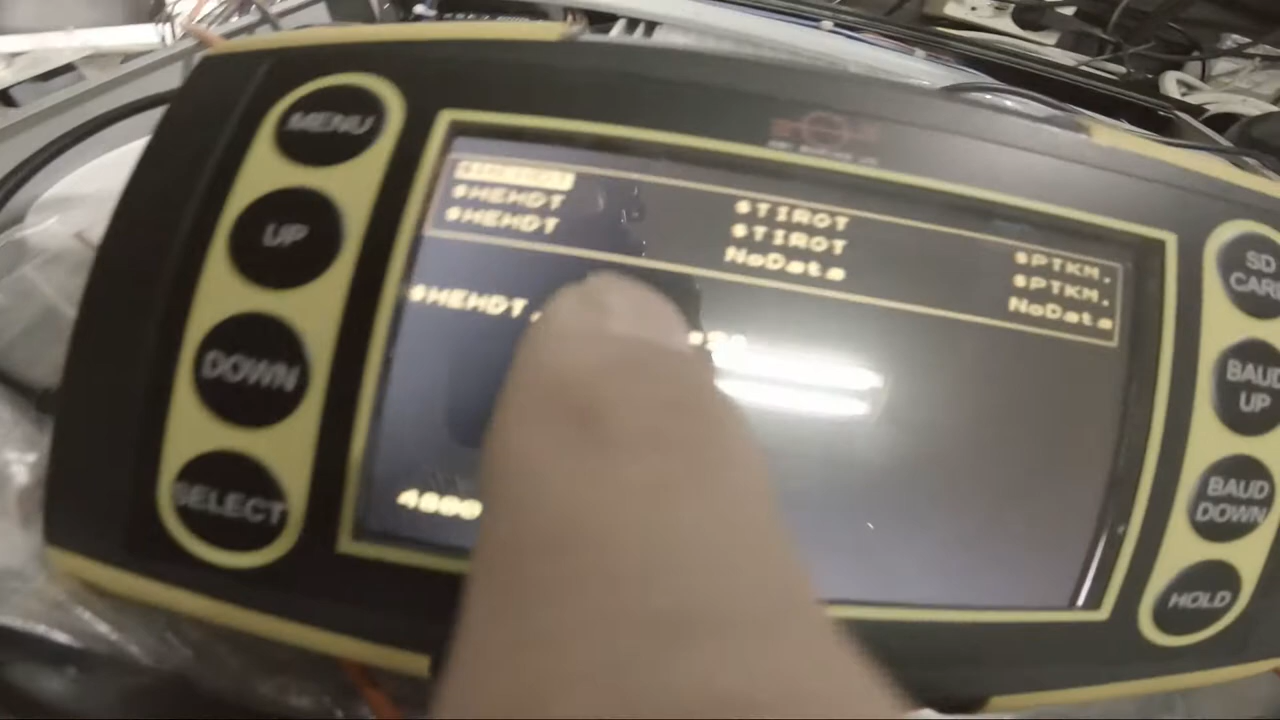 MENU
UP
DOWN
SELECT
$HEHDT $TIROT $PTKM.
$HEHDT $TIROT $PTKM.
NoData NoData
$HEHDT,
4800
SD
CARD
BAUD
UP
BAUD
DOWN
HOLD